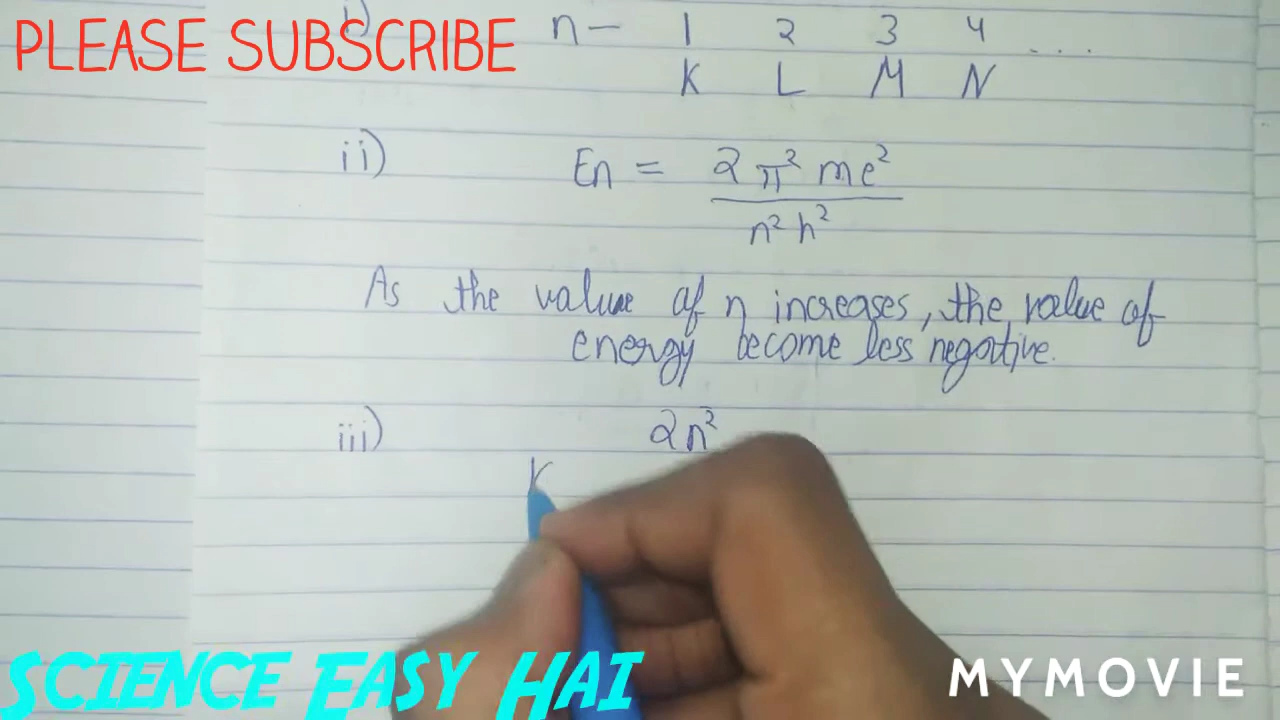 i)
PLEASE SUBSCRIBE
n - 1 2 3 4 ....
K L M N
ii) En = 2π²me² / n²h²
As the value of n increases, the value of
energy become less negative.
iii) 2n²
K
SCIENCE EASY HAI
MYMOVIE